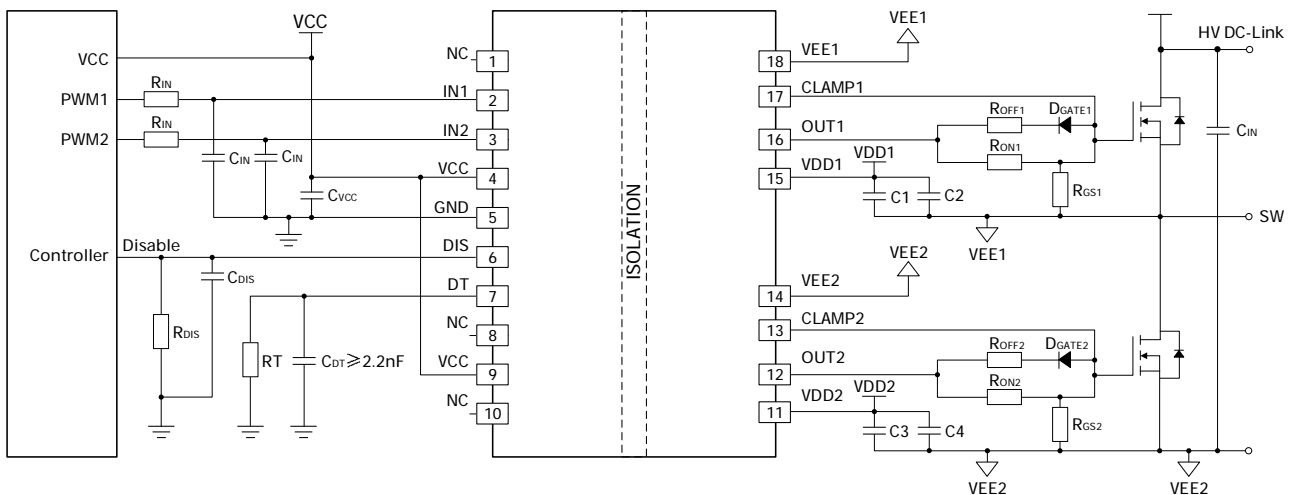 VCC
VCC
PWM1
RIN
PWM2
RIN
CIN
CIN
CVCC
Controller
Disable
CDIS
RDIS
RT
CDT≥2.2nF
NC
1
IN1
2
IN2
3
VCC
4
GND
5
DIS
6
DT
7
NC
8
VCC
9
NC
10
ISOLATION
18
VEE1
VEE1
17
CLAMP1
16
OUT1
15
VDD1
VDD1
C1
C2
ROFF1
DGATE1
RON1
RGS1
VEE1
HV DC-Link
CIN
SW
14
VEE2
VEE2
13
CLAMP2
12
OUT2
11
VDD2
VDD2
C3
C4
ROFF2
DGATE2
RON2
RGS2
VEE2
VEE2